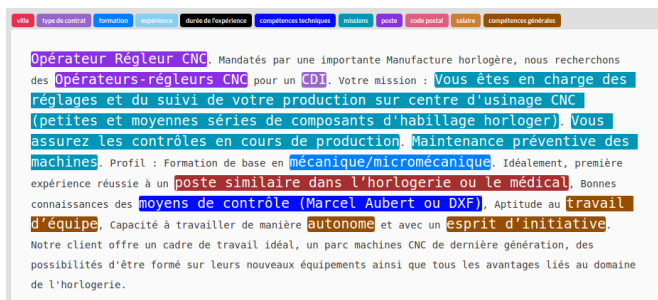 ville type de contrat formation expérience durée de l'expérience compétences techniques missions poste code postal salaire compétences générales
Opérateur Régleur CNC. Mandatés par une importante Manufacture horlogère, nous recherchons
des Opérateurs-régleurs CNC pour un CDI. Votre mission : Vous êtes en charge des
réglages et du suivi de votre production sur centre d'usinage CNC
(petites et moyennes séries de composants d'habillage horloger). Vous
assurez les contrôles en cours de production. Maintenance préventive des
machines. Profil : Formation de base en mécanique/micromécanique. Idéalement, première
expérience réussie à un poste similaire dans l’horlogerie ou le médical, Bonnes
connaissances des moyens de contrôle (Marcel Aubert ou DXF), Aptitude au travail
d’équipe, Capacité à travailler de manière autonome et avec un esprit d’initiative.
Notre client offre un cadre de travail idéal, un parc machines CNC de dernière génération, des
possibilités d'être formé sur leurs nouveaux équipements ainsi que tous les avantages liés au domaine
de l'horlogerie.